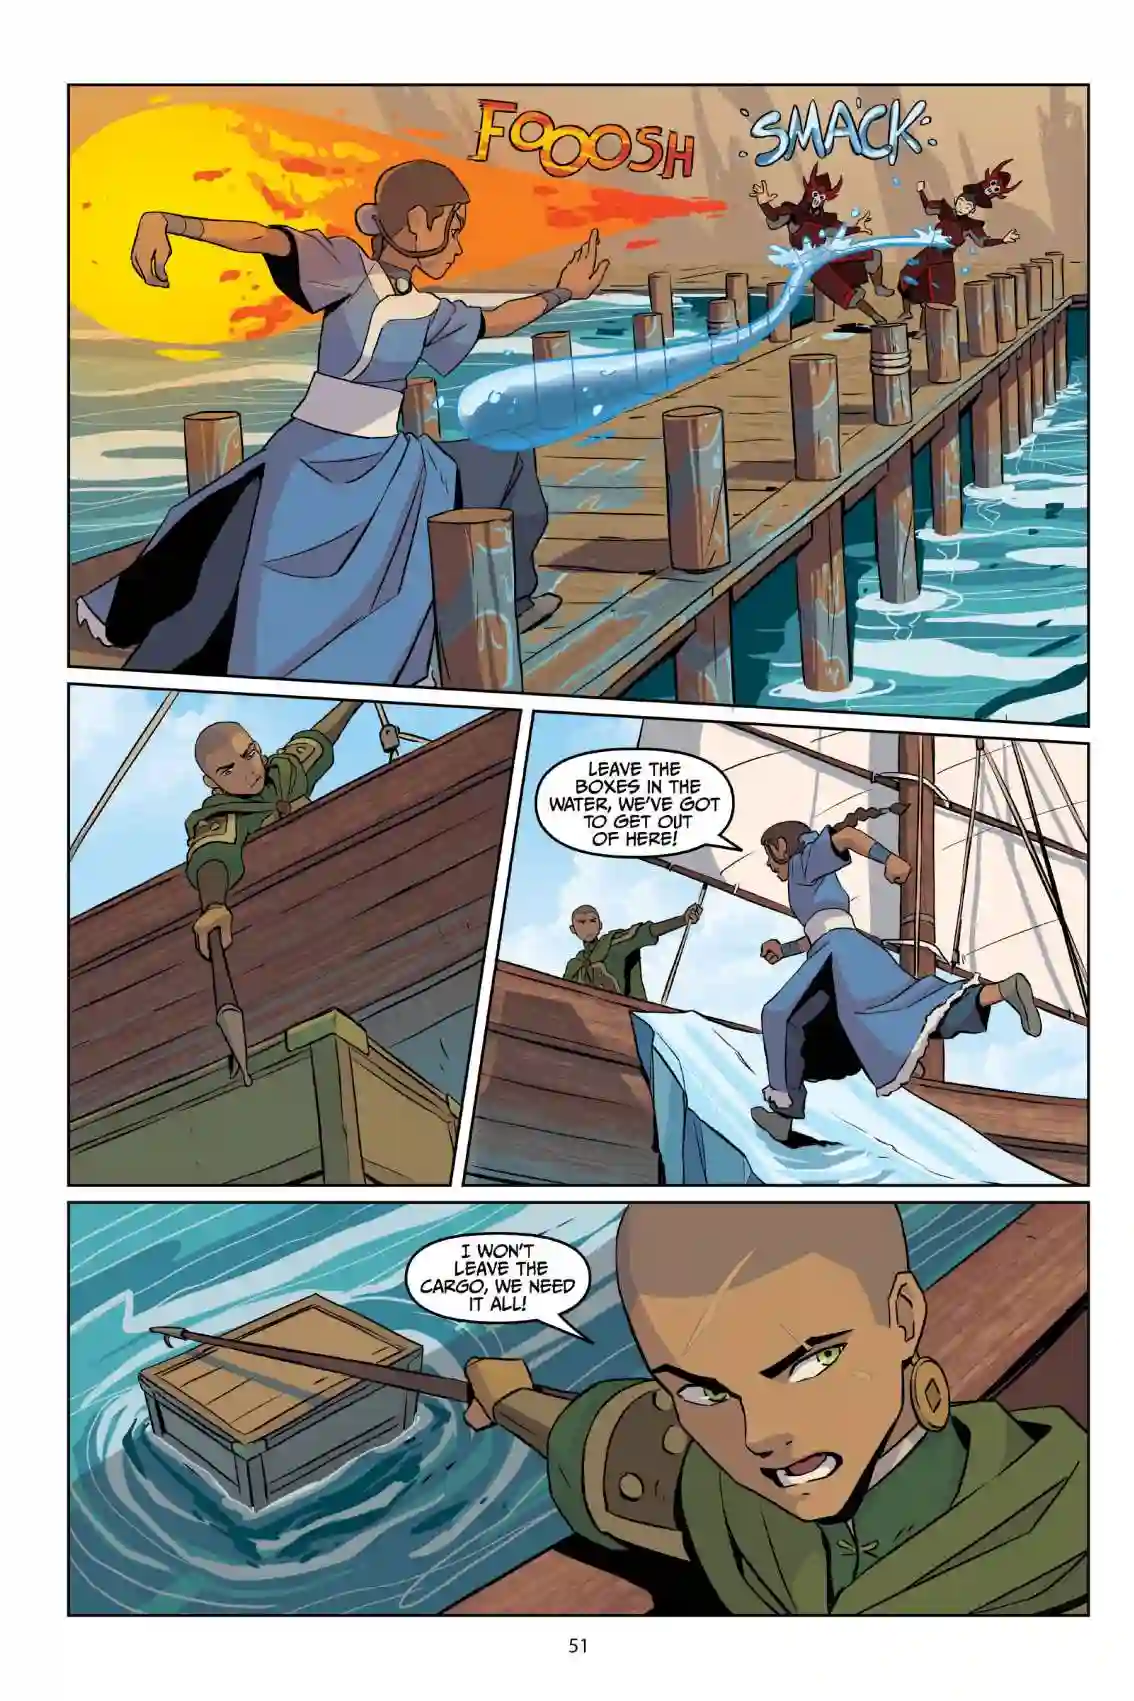 FOOOSH
SMACK
LEAVE THE
BOXES IN THE
WATER, WE'VE GOT
TO GET OUT
OF HERE!
I WON'T
LEAVE THE
CARGO, WE NEED
IT ALL!
51